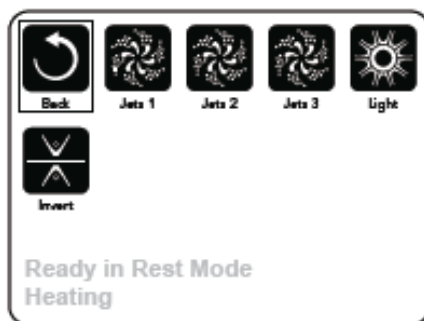 Back Jets 1 Jets 2 Jets 3 Light
Invert
Ready in Rest Mode
Heating